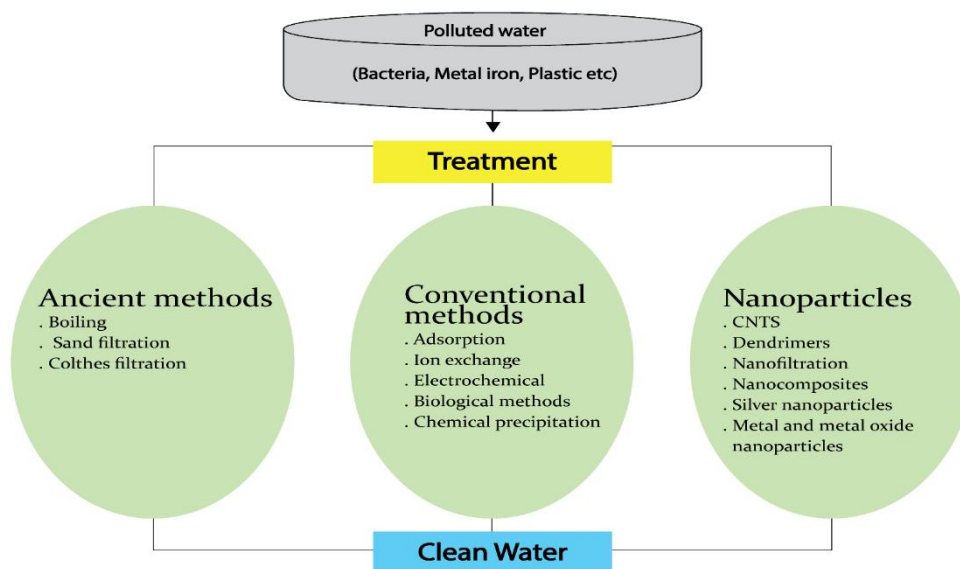 Polluted water
(Bacteria, Metal iron, Plastic etc)
Treatment
Ancient methods
. Boiling
. Sand filtration
. Colthes filtration
Conventional
methods
. Adsorption
. Ion exchange
. Electrochemical
. Biological methods
. Chemical precipitation
Nanoparticles
. CNTS
. Dendrimers
. Nanofiltration
. Nanocomposites
. Silver nanoparticles
. Metal and metal oxide
nanoparticles
Clean Water